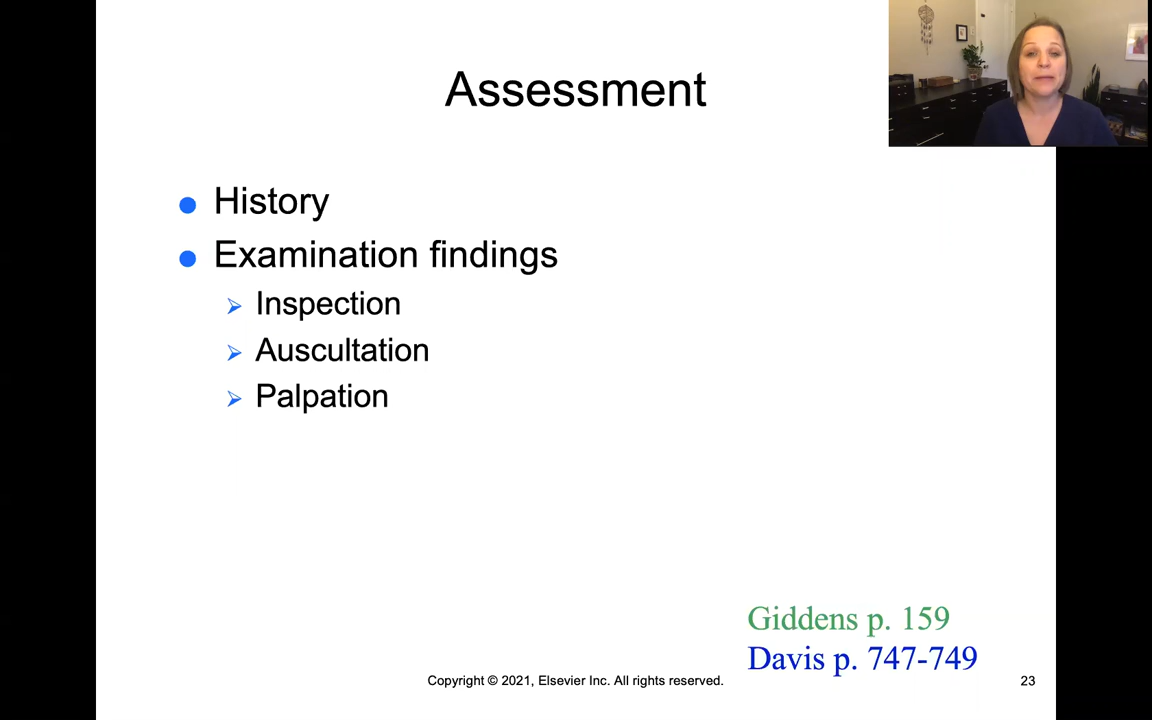 Assessment
History
Examination findings
Inspection
Auscultation
Palpation
Giddens p. 159
Davis p. 747-749
Copyright © 2021, Elsevier Inc. All rights reserved.
23